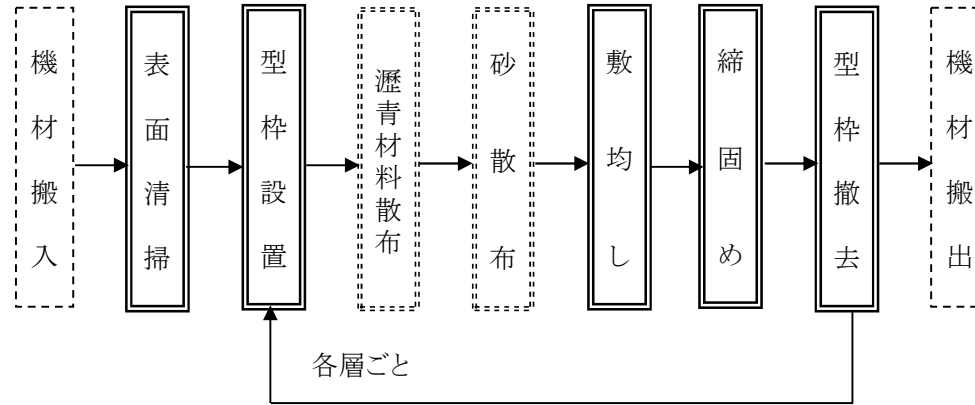 機材搬入
表面清掃
型枠設置
瀝青材料散布
砂散布
敷均し
締固め
型枠撤去
機材搬出
各層ごと